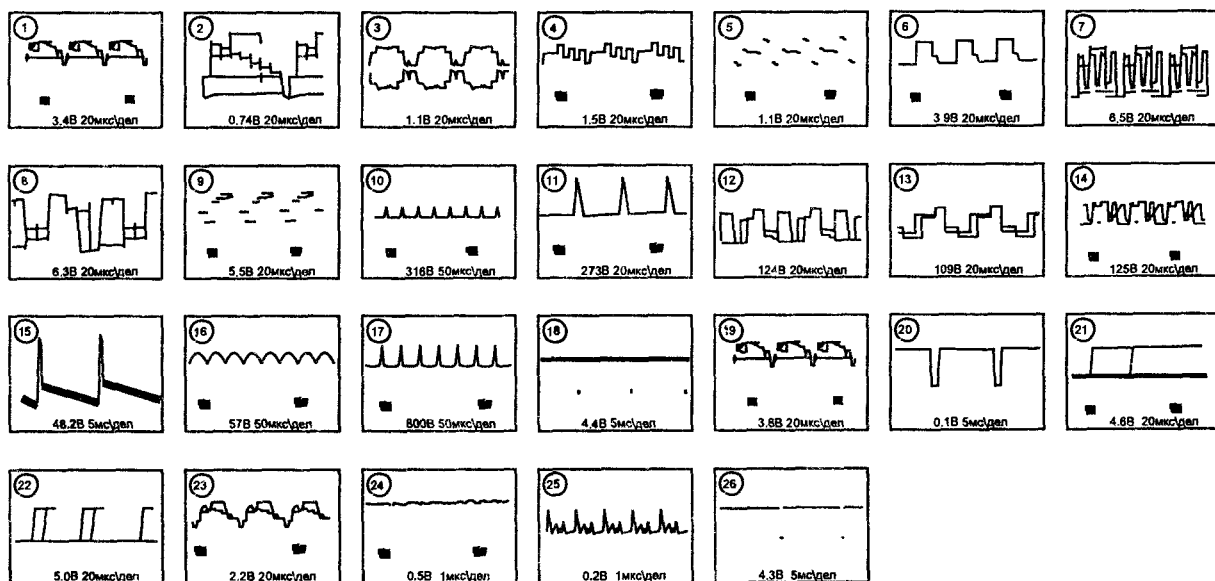 1
3.4В 20мкс\дел
2
0.74В 20мкс\дел
3
1.1В 20мкс\дел
4
1.5В 20мкс\дел
5
1.1В 20мкс\дел
6
3 9В 20мкс\дел
7
6.5В 20мкс\дел
8
6.3В 20мкс\дел
9
5.5В 20мкс\дел
10
316В 50мкс\дел
11
273В 20мкс\дел
12
124В 20мкс\дел
13
109В 20мкс\дел
14
125В 20мкс\дел
15
48.2В 5мс\дел
16
57В 50мкс\дел
17
800В 50мкс\дел
18
4.4В 5мс\дел
19
3.8В 20мкс\дел
20
0.1В 5мс\дел
21
4.6В 20мкс\дел
22
5.0В 20мкс\дел
23
2.2В 20мкс\дел
24
0.5В 1мкс\дел
25
0.2В 1мкс\дел
26
4.3В 5мс\дел